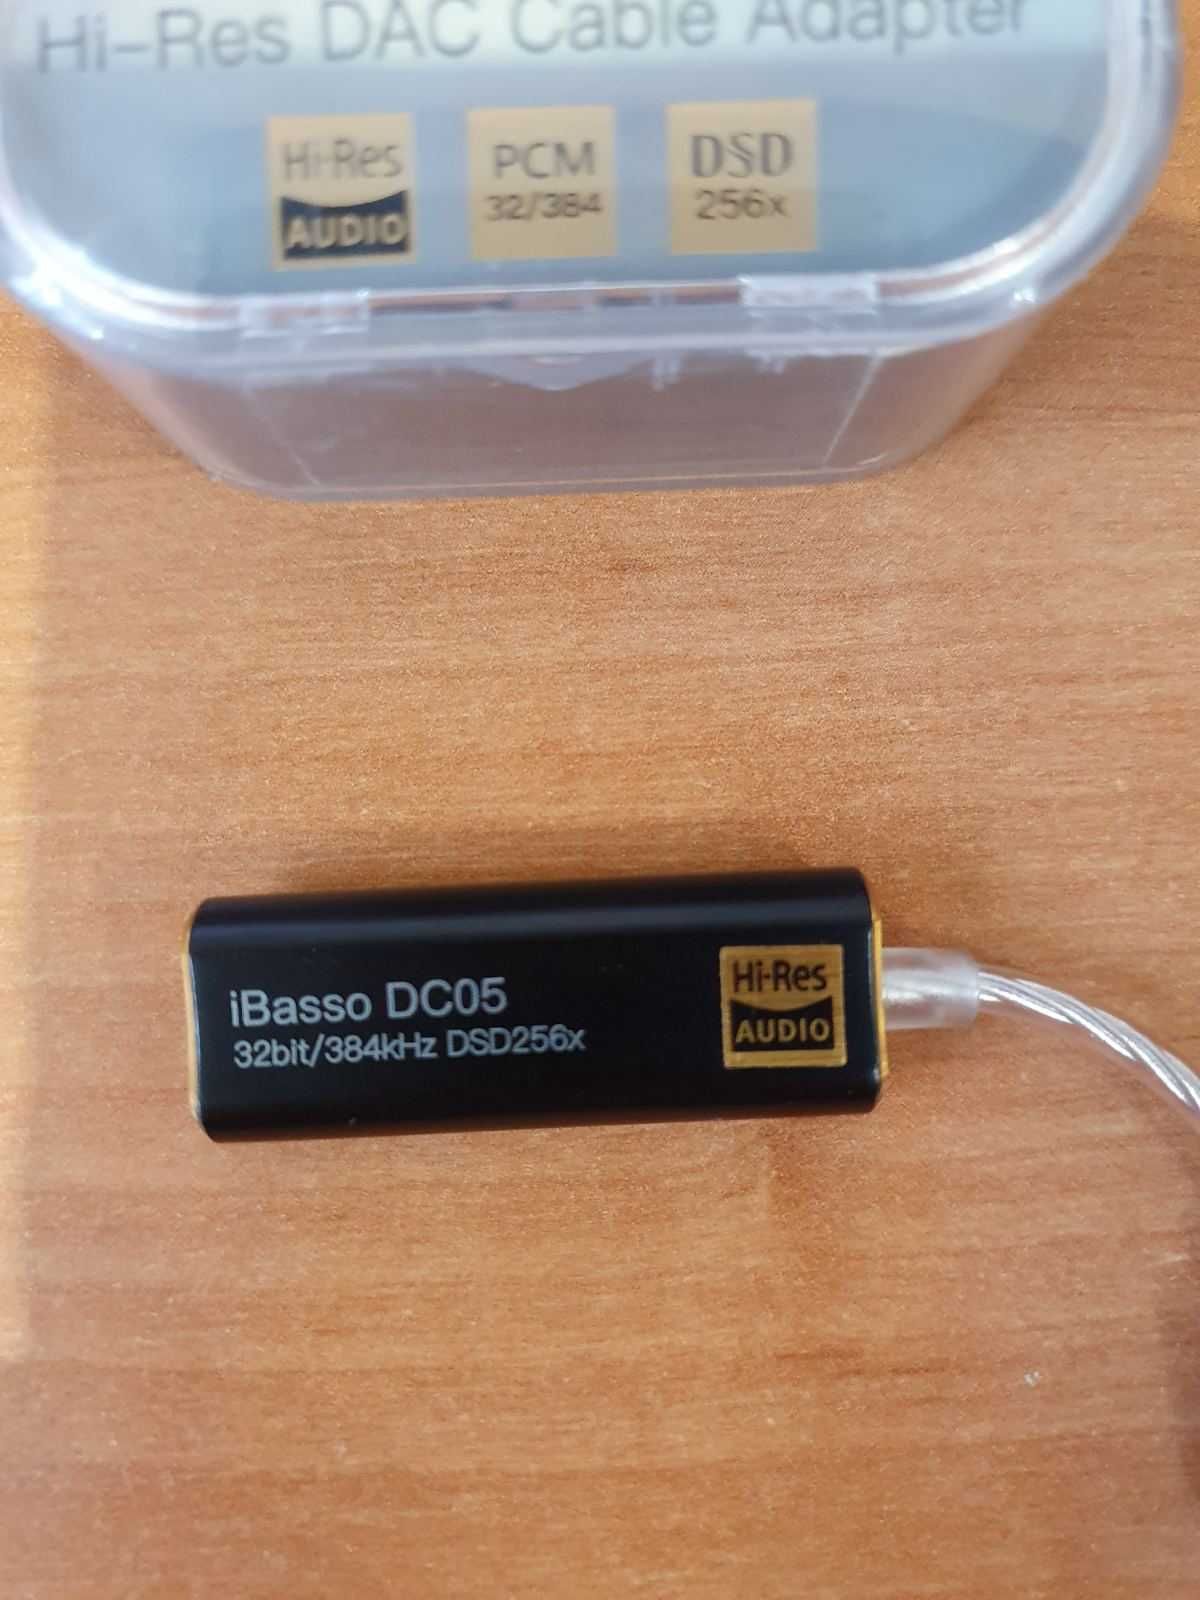 Hi-Res DAC Cable Adapter
Hi-Res
AUDIO
PCM
32/384
DSD
256x
iBasso DC05
32bit/384kHz DSD256x
Hi-Res
AUDIO